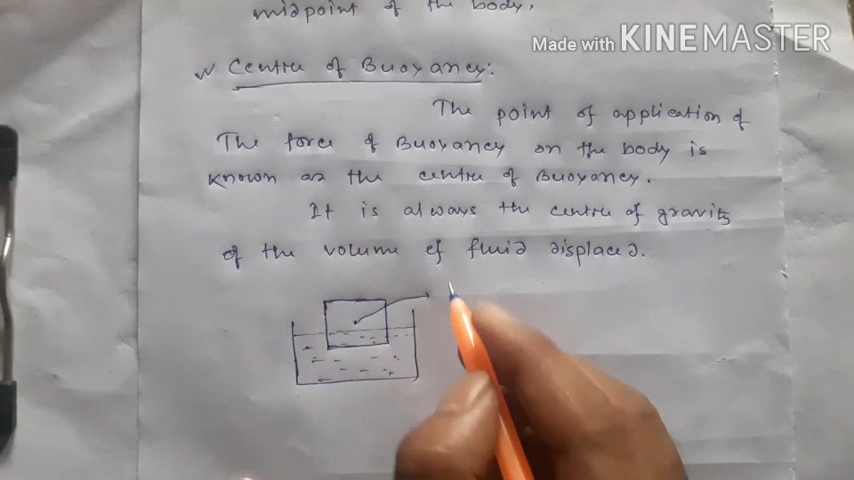 midpoint of the body.
Made with KINEMASTER
Centre of Buoyancy:
The point of application of
The force of Buoyancy on the body is
known as the centre of Buoyancy.
It is always the centre of gravity
of the volume of fluid displaced.